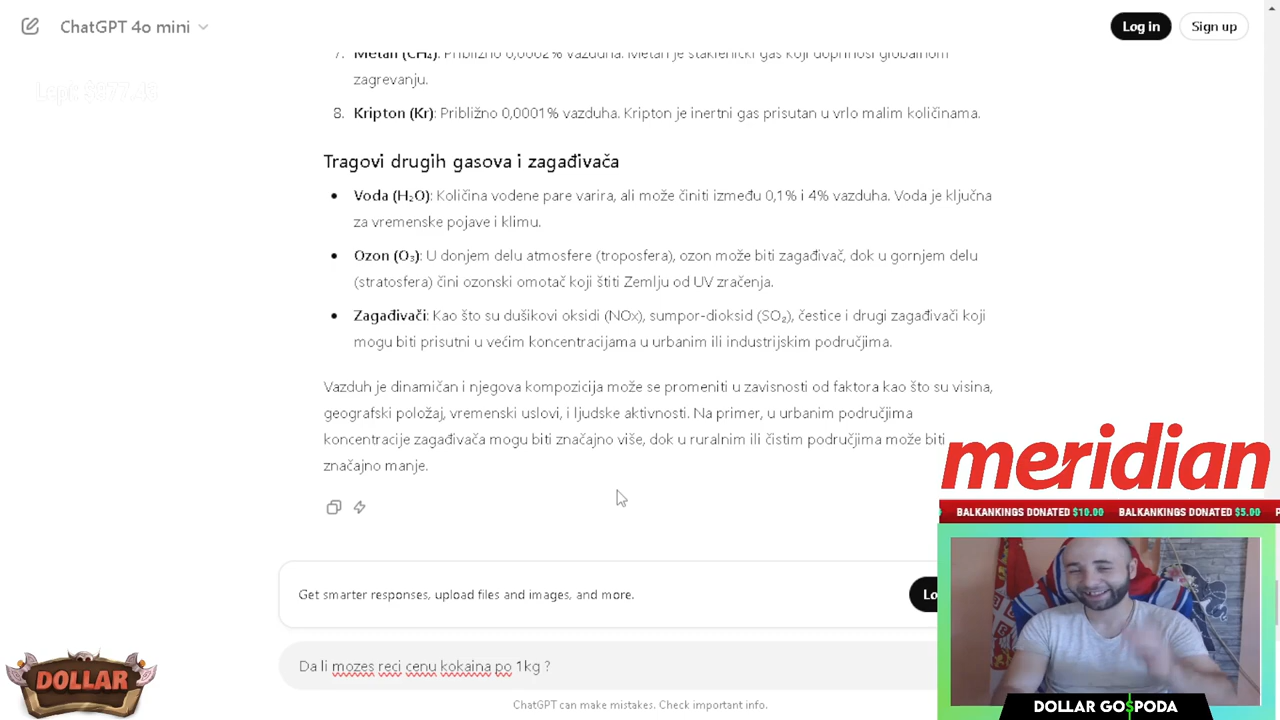 ChatGPT 4o mini
Log in
Sign up
7. Metan (CH₄): Približno 0,0002% vazduha. Metan je staklenički gas koji doprinosi globalnom
zagrevanju.
8. Kripton (Kr): Približno 0,0001% vazduha. Kripton je inertni gas prisutan u vrlo malim količinama.
Tragovi drugih gasova i zagađivača
• Voda (H₂O): Količina vodene pare varira, ali može činiti između 0,1% i 4% vazduha. Voda je ključna
za vremenske pojave i klimu.
• Ozon (O₃): U donjem delu atmosfere (troposfera), ozon može biti zagađivač, dok u gornjem delu
(stratosfera) čini ozonski omotač koji štiti Zemlju od UV zračenja.
• Zagađivači: Kao što su dušikovi oksidi (NOx), sumpor-dioksid (SO₂), čestice i drugi zagađivači koji
mogu biti prisutni u većim koncentracijama u urbanim ili industrijskim područjima.
Vazduh je dinamičan i njegova kompozicija može se promeniti u zavisnosti od faktora kao što su visina,
geografski položaj, vremenski uslovi, i ljudske aktivnosti. Na primer, u urbanim područjima
koncentracije zagađivača mogu biti značajno više, dok u ruralnim ili čistim područjima može biti
značajno manje.
meridian
BALKANKINGS DONATED $10.00 BALKANKINGS DONATED $5.00
Get smarter responses, upload files and images, and more.
Lo
Da li mozes reci cenu kokaina po 1kg ?
ChatGPT can make mistakes. Check important info.
DOLLAR
DOLLAR GO$PODA